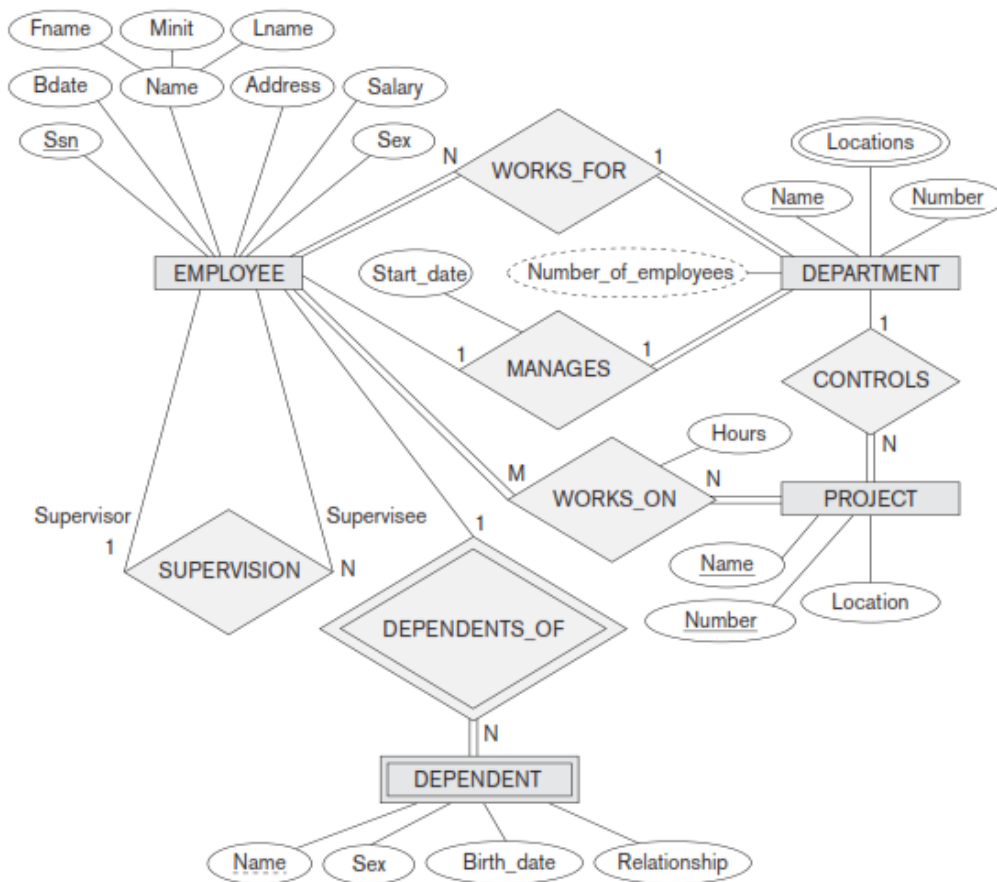 Fname
Minit
Lname
Bdate
Name
Address
Salary
Ssn
Sex
N
WORKS_FOR
1
Locations
Name
Number
EMPLOYEE
Start_date
Number_of_employees
DEPARTMENT
1
MANAGES
1
1
CONTROLS
N
Hours
M
WORKS_ON
N
PROJECT
Supervisor
1
SUPERVISION
Supervisee
N
1
Name
Number
Location
DEPENDENTS_OF
N
DEPENDENT
Name
Sex
Birth_date
Relationship